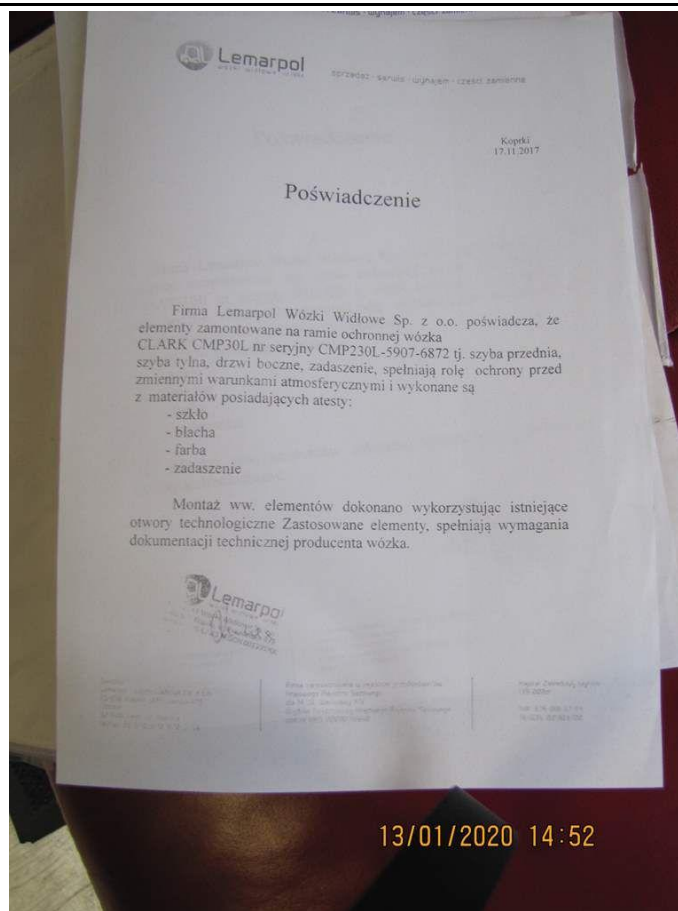 Lemarpol
sprzedaż · serwis · wynajem · części zamienne
Kopytki
17.11.2017
Poświadczenie
Firma Lemarpol Wózki Widłowe Sp. z o.o. poświadcza, że
elementy zamontowane na ramie ochronnej wózka
CLARK CMP30L nr seryjny CMP230L-5907-6872 tj. szyba przednia,
szyba tylna, drzwi boczne, zadaszenie, spełniają rolę ochrony przed
zmiennymi warunkami atmosferycznymi i wykonane są
z materiałów posiadających atesty:
- szkło
- blacha
- farba
- zadaszenie
Montaż ww. elementów dokonano wykorzystując istniejące
otwory technologiczne Zastosowane elementy, spełniają wymagania
dokumentacji technicznej producenta wózka.
Lemarpol
13/01/2020 14:52